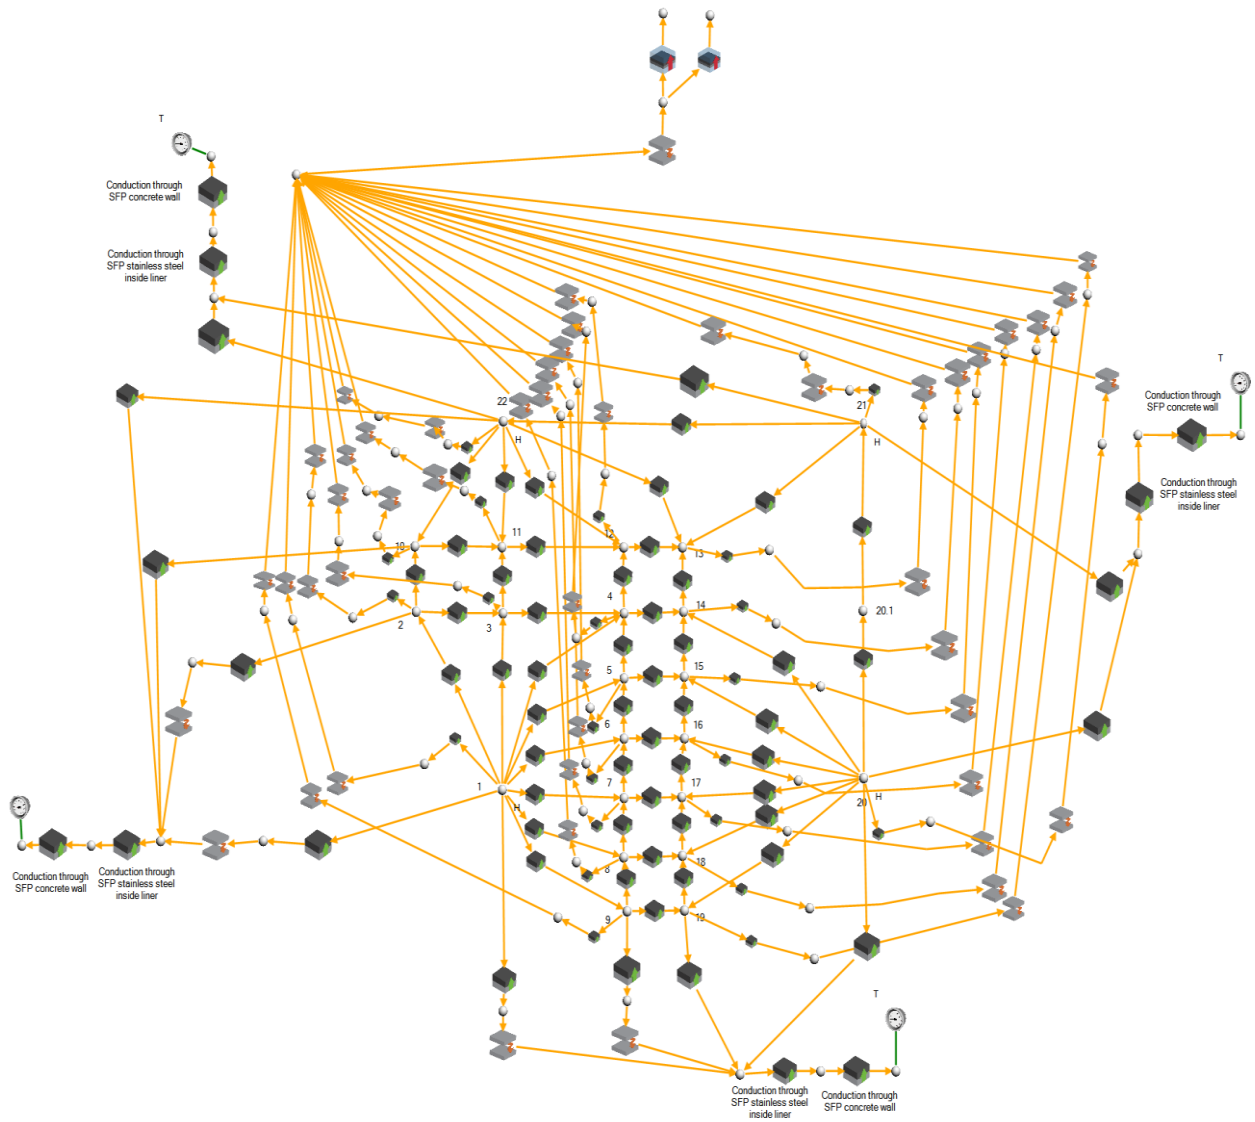 T
Conduction through
SFP concrete wall
Conduction through
SFP stainless steel
inside liner
T
Conduction through
SFP concrete wall
22
21
H
H
Conduction through
SFP stainless steel
inside liner
11
12
10
13
4
14
20.1
2
3
5
15
6
16
7
17
1
H
20
H
8
18
9
19
Conduction through
SFP concrete wall
Conduction through
SFP stainless steel
inside liner
T
Conduction through
SFP stainless steel
inside liner
Conduction through
SFP concrete wall